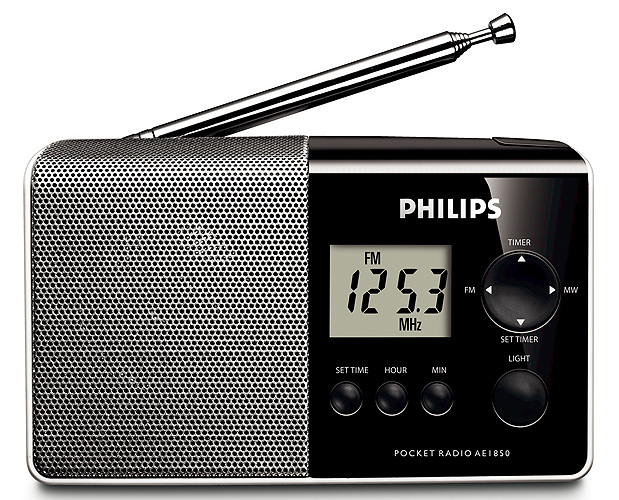 PHILIPS
TIMER
FM
125.3
MHz
FM
MW
SET TIMER
SET TIME
HOUR
MIN
LIGHT
POCKET RADIO AE1850